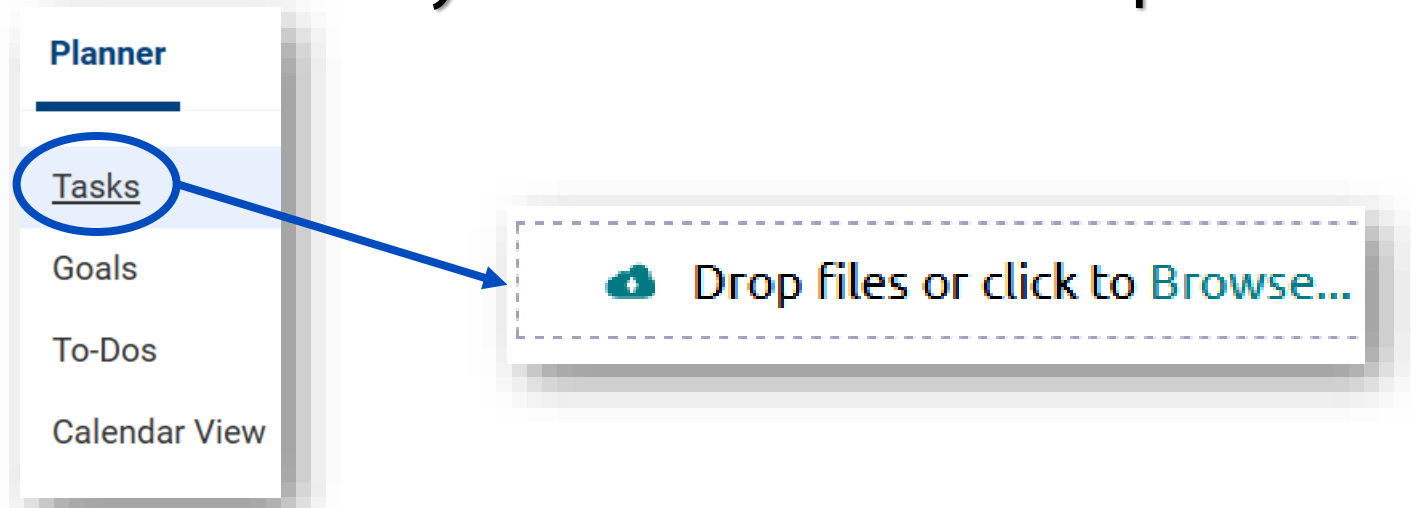 Planner
Tasks
Goals
To-Dos
Calendar View
Drop files or click to Browse...